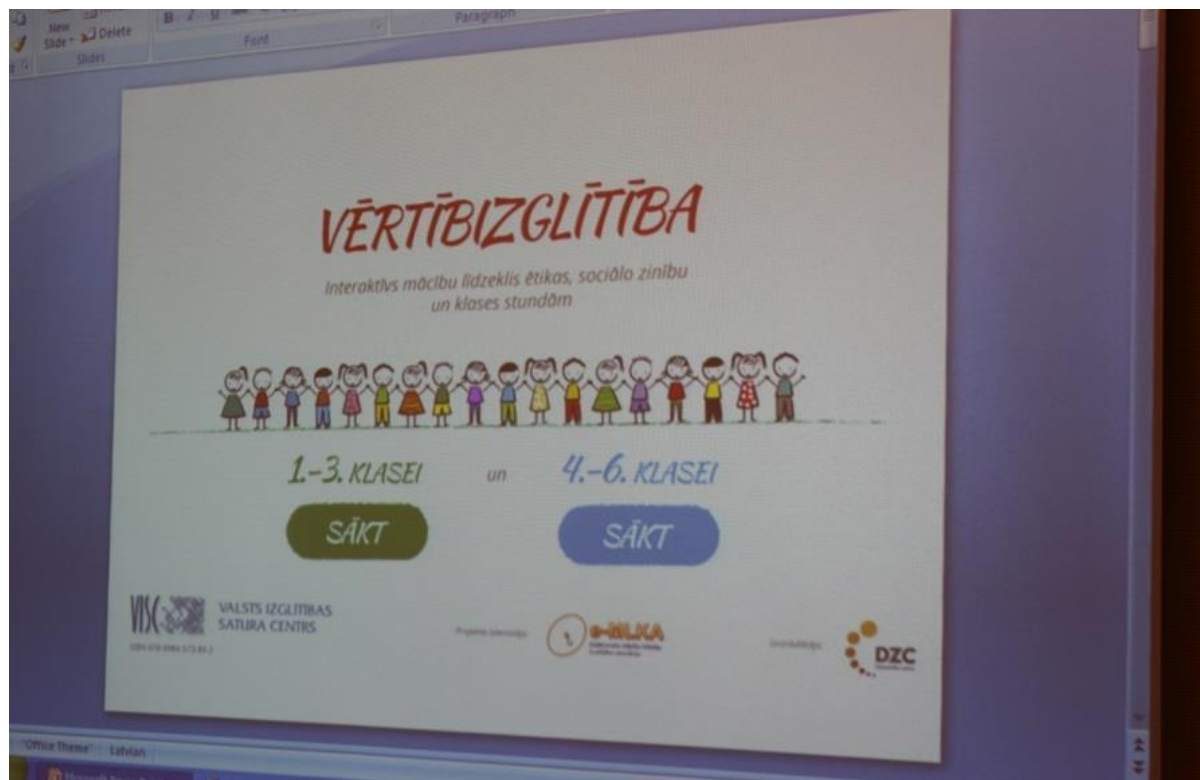 New
Slide
Delete
Slides
B I U
Font
Paragraph
VĒRTĪBIZGLĪTĪBA
Interaktīvs mācību līdzeklis ētikas, sociālo zinību
un klases stundām
1.-3. KLASEI un 4.-6. KLASEI
SĀKT SĀKT
VISC VALSTS IZGLĪTĪBAS
SATURA CENTRS
e-MLKA
DZC
"Office Theme" Latvian